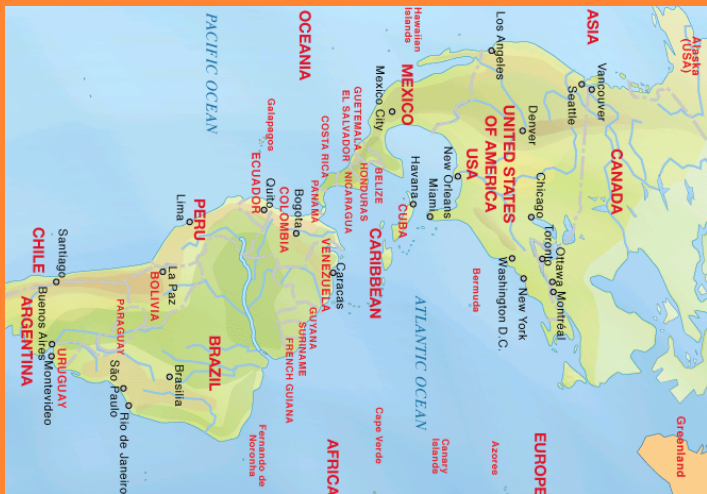 Alaska
(USA)
Greenland
CANADA
ASIA
Vancouver
Seattle
Ottawa
Montréal
Toronto
Chicago
EUROPE
Denver
UNITED STATES
OF AMERICA
New York
Washington D.C.
Los Angeles
USA
Azores
New Orleans
Bermuda
Miami
Canary
Islands
Hawaiian
Islands
MEXICO
Havana
ATLANTIC OCEAN
CUBA
Mexico City
BELIZE
CARIBBEAN
Cape Verde
HONDURAS
GUETEMALA
EL SALVADOR
NICARAGUA
COSTA RICA
PANAMA
Caracas
VENEZUELA
AFRICA
OCEANIA
GUYANA
SURINAME
FRENCH GUIANA
Bogota
COLOMBIA
Galapagos
Quito
ECUADOR
Fernando de
Noronha
PACIFIC OCEAN
BRAZIL
PERU
Lima
Brasilia
La Paz
BOLIVIA
Rio de Janeiro
São Paulo
PARAGUAY
Santiago
CHILE
URUGUAY
Montevideo
Buenos Aires
ARGENTINA